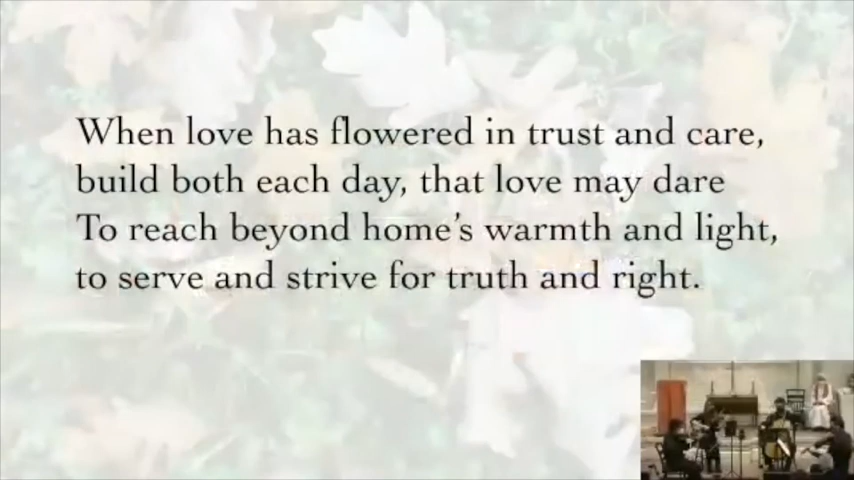 When love has flowered in trust and care,
build both each day, that love may dare
To reach beyond home's warmth and light,
to serve and strive for truth and right.